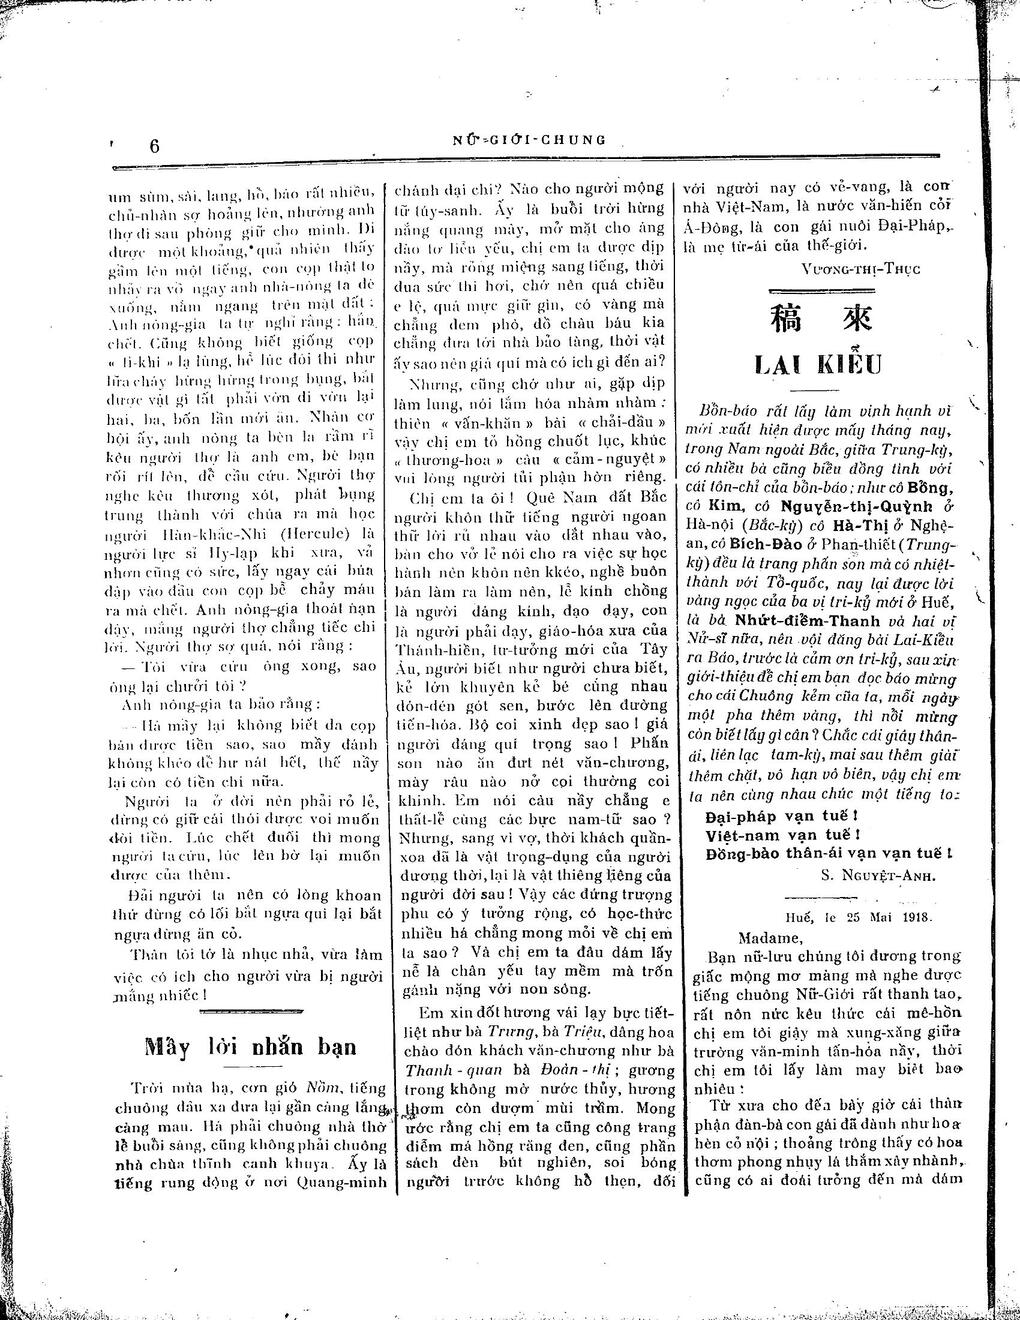 6
NỮ-GIỚI-CHUNG
um sùm, sài, lang, hồ, báo rất nhiều,
chủ-nhân sợ hoảng lên, nhường anh
thợ đi sau phòng giữ cho mình. Đi
được một khoảng, quả nhiên thấy
gầm lên một tiếng, con cọp thật to
nhảy ra vồ ngay anh nhà-nông ta đè
xuống, nằm ngang trên mặt đất :
Anh nông-gia ta tự nghĩ rằng : hẳn
chết. Cũng không biết giống cọp
« li-khi » lạ lùng, hễ lúc đói thì như
lửa cháy hừng hừng trong bụng, bắt
được vật gì tất phải vờn đi vờn lại
hai, ba, bốn lần mới ăn. Nhân cơ
hội ấy, anh nông ta bèn la rầm rĩ
kêu người thợ là anh em, bè bạn
rối rít lên, để cầu cứu. Người thợ
nghe kêu thương xót, phát bụng
trung thành với chúa ra mà học
người Hàn-khắc-Nhi (Hercule) là
người lực sĩ Hy-lạp khi xưa, vả
nhơn cũng có sức, lấy ngay cái búa
đập vào đầu con cọp bể chảy máu
ra mà chết. Anh nông-gia thoát nạn
dậy, mắng người thợ chẳng tiếc chi
lời. Người thợ sợ quá, nói rằng :
— Tôi vừa cứu ông xong, sao
ông lại chưởi tôi ?
Anh nông-gia ta bảo rằng :
— Há mầy lại không biết da cọp
bán được tiền sao, sao mầy đánh
không khéo để hư nát hết, thế nầy
lại còn có tiền chi nữa.
Người ta ở đời nên phải rỏ lẽ,
đừng có giữ cái thói được voi muốn
đòi tiền. Lúc chết đuối thì mong
người ta cứu, lúc lên bờ lại muốn
được của thêm.
Đãi người ta nên có lòng khoan
thứ đừng có lối bắt ngựa qui lại bắt
ngựa đừng ăn cỏ.
Thân tôi tớ là nhục nhả, vừa làm
việc có ích cho người vừa bị người
mắng nhiếc !
Mấy lời nhắn bạn
Trời mùa hạ, cơn gió Nồm, tiếng
chuông đâu xa đưa lại gần càng lắng
càng mau. Há phải chuông nhà thờ
lễ buổi sáng, cũng không phải chuông
nhà chùa thỉnh canh khuya. Ấy là
tiếng rung động ở nơi Quang-minh
chánh đại chi? Nào cho người mộng
tử túy-sanh. Ấy là buổi trời hừng
nắng quang mây, mở mặt cho áng
đào tơ liễu yếu, chị em ta được dịp
nầy, mà rộng miệng sang tiếng, thời
đua sức thi hơi, chớ nên quá chiều
e lệ, quá mực giữ gìn, có vàng mà
chẳng đem phô, đồ châu báu kia
chẳng đưa tới nhà bảo tàng, thời vật
ấy sao nên giá quí mà có ích gì đến ai?
Nhưng, cũng chớ như ai, gặp dịp
làm lung, nói lắm hóa nhàm nhàm :
thiên « vấn-khăn » bài « chải-đầu »
vậy chị em tô hồng chuốt lục, khúc
« thương-hoa » câu « cảm-nguyệt »
vui lòng người tủi phận hờn riêng.
Chị em ta ôi ! Quê Nam đất Bắc
người khôn thữ tiếng người ngoan
thữ lời rủ nhau vào dắt nhau vào,
bàn cho vở lẽ nói cho ra việc sự học
hành nên khôn nên kkéo, nghề buôn
bán làm ra làm nên, lễ kính chồng
là người đáng kính, đạo dạy, con
là người phải dạy, giáo-hóa xưa của
Thánh-hiền, tư-tưởng mới của Tây
Âu, người biết như người chưa biết,
kẻ lớn khuyên kẻ bé cùng nhau
dón-dén gót sen, bước lên đường
tiến-hóa. Bộ coi xinh đẹp sao ! giá
người đáng quí trọng sao ! Phấn
son nào ăn đưt nét văn-chương,
mày râu nào nở cọi thường coi
khinh. Em nói câu nầy chẳng e
thất-lễ cùng các bực nam-tữ sao ?
Nhưng, sang vì vợ, thời khách quần-
xoa đã là vật trọng-dụng của người
đương thời, lại là vật thiêng liêng của
người đời sau ! Vậy các đứng trượng
phu có ý tưởng rộng, có học-thức
nhiều há chẳng mong mỏi về chị em
ta sao ? Và chị em ta đâu dám lấy
nể là chân yếu tay mềm mà trốn
gánh nặng với non sông.
Em xin đốt hương vái lạy bực tiết-
liệt như bà Trưng, bà Triệu, dâng hoa
chào đón khách văn-chương như bà
Thanh-quan bà Đoàn-thị ; gương
trong không mờ nước thủy, hương
thơm còn đượm mùi trầm. Mong
ước rằng chị em ta cũng công trang
điểm má hồng răng đen, cũng phần
sách đèn bút nghiên, soi bóng
người trước không hổ thẹn, đối
với người nay có vẻ-vang, là con
nhà Việt-Nam, là nước văn-hiến cỏi
Á-Đông, là con gái nuôi Đại-Pháp,
là mẹ từ-ái của thế-giới.
VƯƠNG-THỊ-THỤC
稿 來
LAI KIỂU
Bồn-báo rất lấy làm vinh hạnh vì
mới xuất hiện được mấy tháng nay,
trong Nam ngoài Bắc, giữa Trung-kỳ,
có nhiều bà cũng biểu đồng tình với
cái tôn-chỉ của bồn-báo ; như cô Bồng,
cô Kim, cô Nguyễn-thị-Quỳnh ở
Hà-nội (Bắc-kỳ) cô Hà-Thị ở Nghệ-
an, cô Bích-Đào ở Phan-thiết (Trung-
kỳ) đều là trang phấn son mà có nhiệt-
thành với Tổ-quốc, nay lại được lời
vàng ngọc của ba vị tri-kỷ mới ở Huế,
là bà Nhứt-điểm-Thanh và hai vị
Nử-sĩ nữa, nên vội đăng bài Lai-Kiểu
ra Báo, trước là cảm ơn tri-kỷ, sau xin
giới-thiệu để chị em bạn đọc báo mừng
cho cái Chuông kẻm của ta, mỗi ngày
một pha thêm vàng, thì nỗi mừng
còn biết lấy gì cân ? Chắc cái giây thân-
ái, liên lạc tam-kỳ, mai sau thêm giài
thêm chặt, vô hạn vô biên, vậy chị em
ta nên cùng nhau chúc một tiếng to :
Đại-pháp vạn tuế !
Việt-nam vạn tuế !
Đồng-bào thân-ái vạn vạn tuế !
S. NGUYỆT-ANH.
Huế, le 25 Mai 1918.
Madame,
Bạn nữ-lưu chúng tôi đương trong
giấc mộng mơ màng mà nghe được
tiếng chuông Nữ-Giới rất thanh tao,
rất nôn nức kêu thức cái mê-hồn
chị em tôi giậy mà xung-xăng giữa
trường văn-minh tấn-hóa nầy, thời
chị em tôi lấy làm may biết bao
nhiêu :
Từ xưa cho đến bây giờ cái thân
phận đàn-bà con gái đã đành như hoa
hèn cỏ nội ; thoảng trông thấy có hoa
thơm phong nhụy lá thắm xây nhành,
cũng có ai đoái tưởng đến mà dám